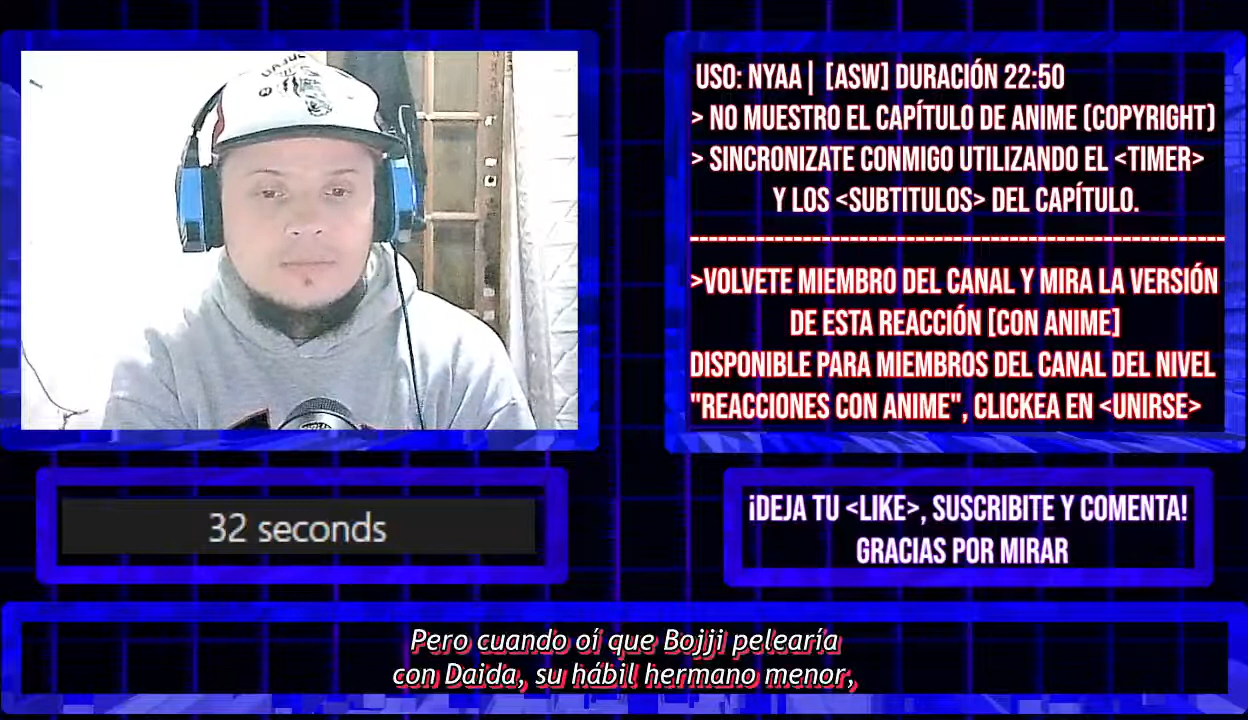 USO: NYAA| [ASW] DURACIÓN 22:50
> NO MUESTRO EL CAPÍTULO DE ANIME (COPYRIGHT)
> SINCRONIZATE CONMIGO UTILIZANDO EL <TIMER>
Y LOS <SUBTITULOS> DEL CAPÍTULO.
>VOLVETE MIEMBRO DEL CANAL Y MIRA LA VERSIÓN
DE ESTA REACCIÓN [CON ANIME]
DISPONIBLE PARA MIEMBROS DEL CANAL DEL NIVEL
"REACCIONES CON ANIME", CLICKEA EN <UNIRSE>
32 seconds
¡DEJA TU <LIKE>, SUSCRIBITE Y COMENTA!
GRACIAS POR MIRAR
Pero cuando oí que Bojji pelearía
con Daida, su hábil hermano menor,